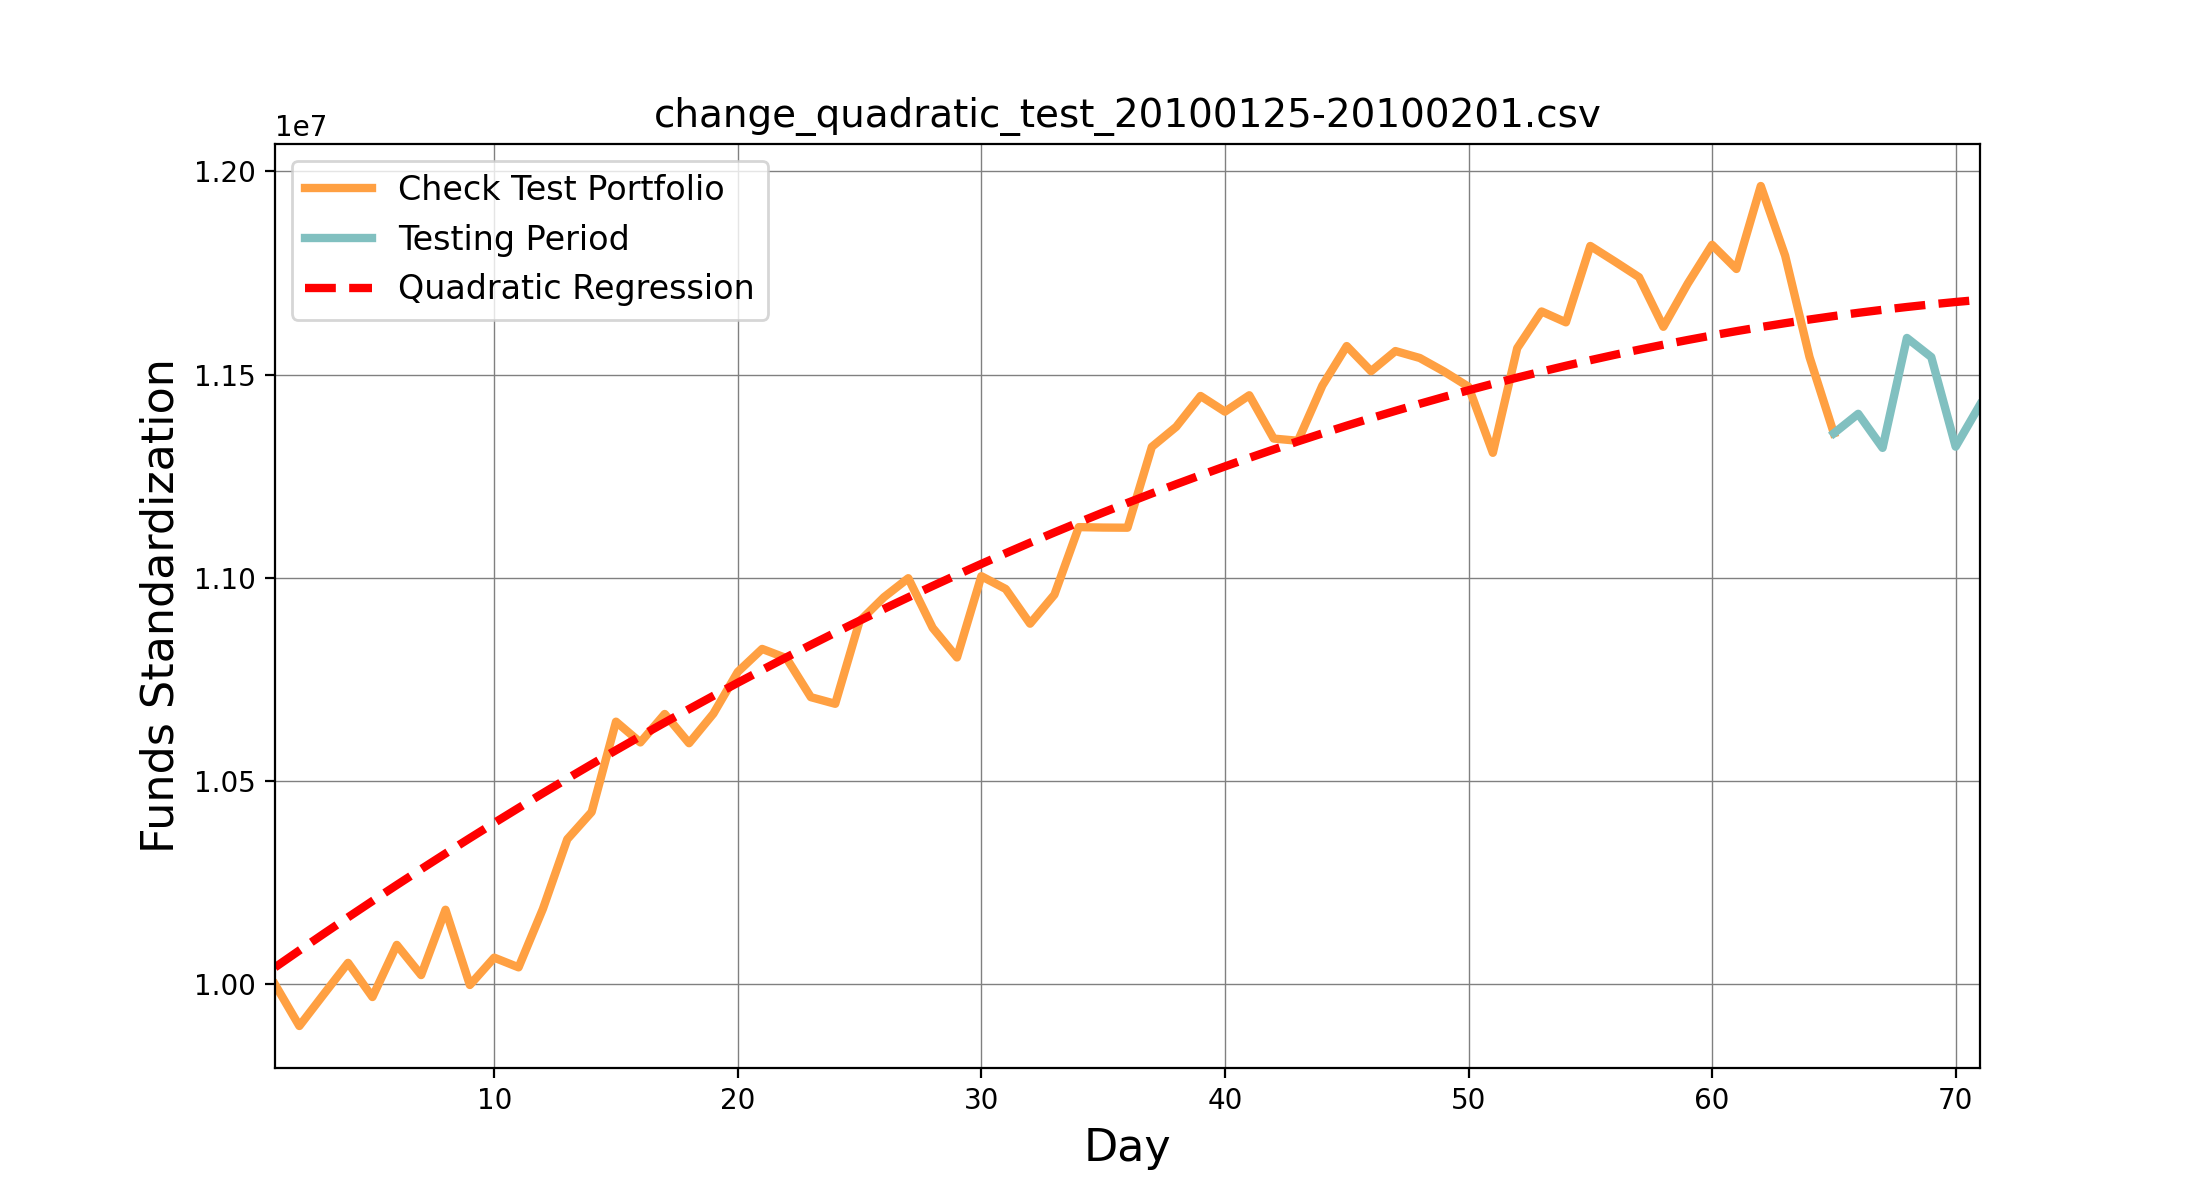 change_quadratic_test_20100125-20100201.csv
1e7
Check Test Portfolio
Testing Period
Quadratic Regression
Funds Standardization
1.20
1.15
1.10
1.05
1.00
10 20 30 40 50 60 70
Day